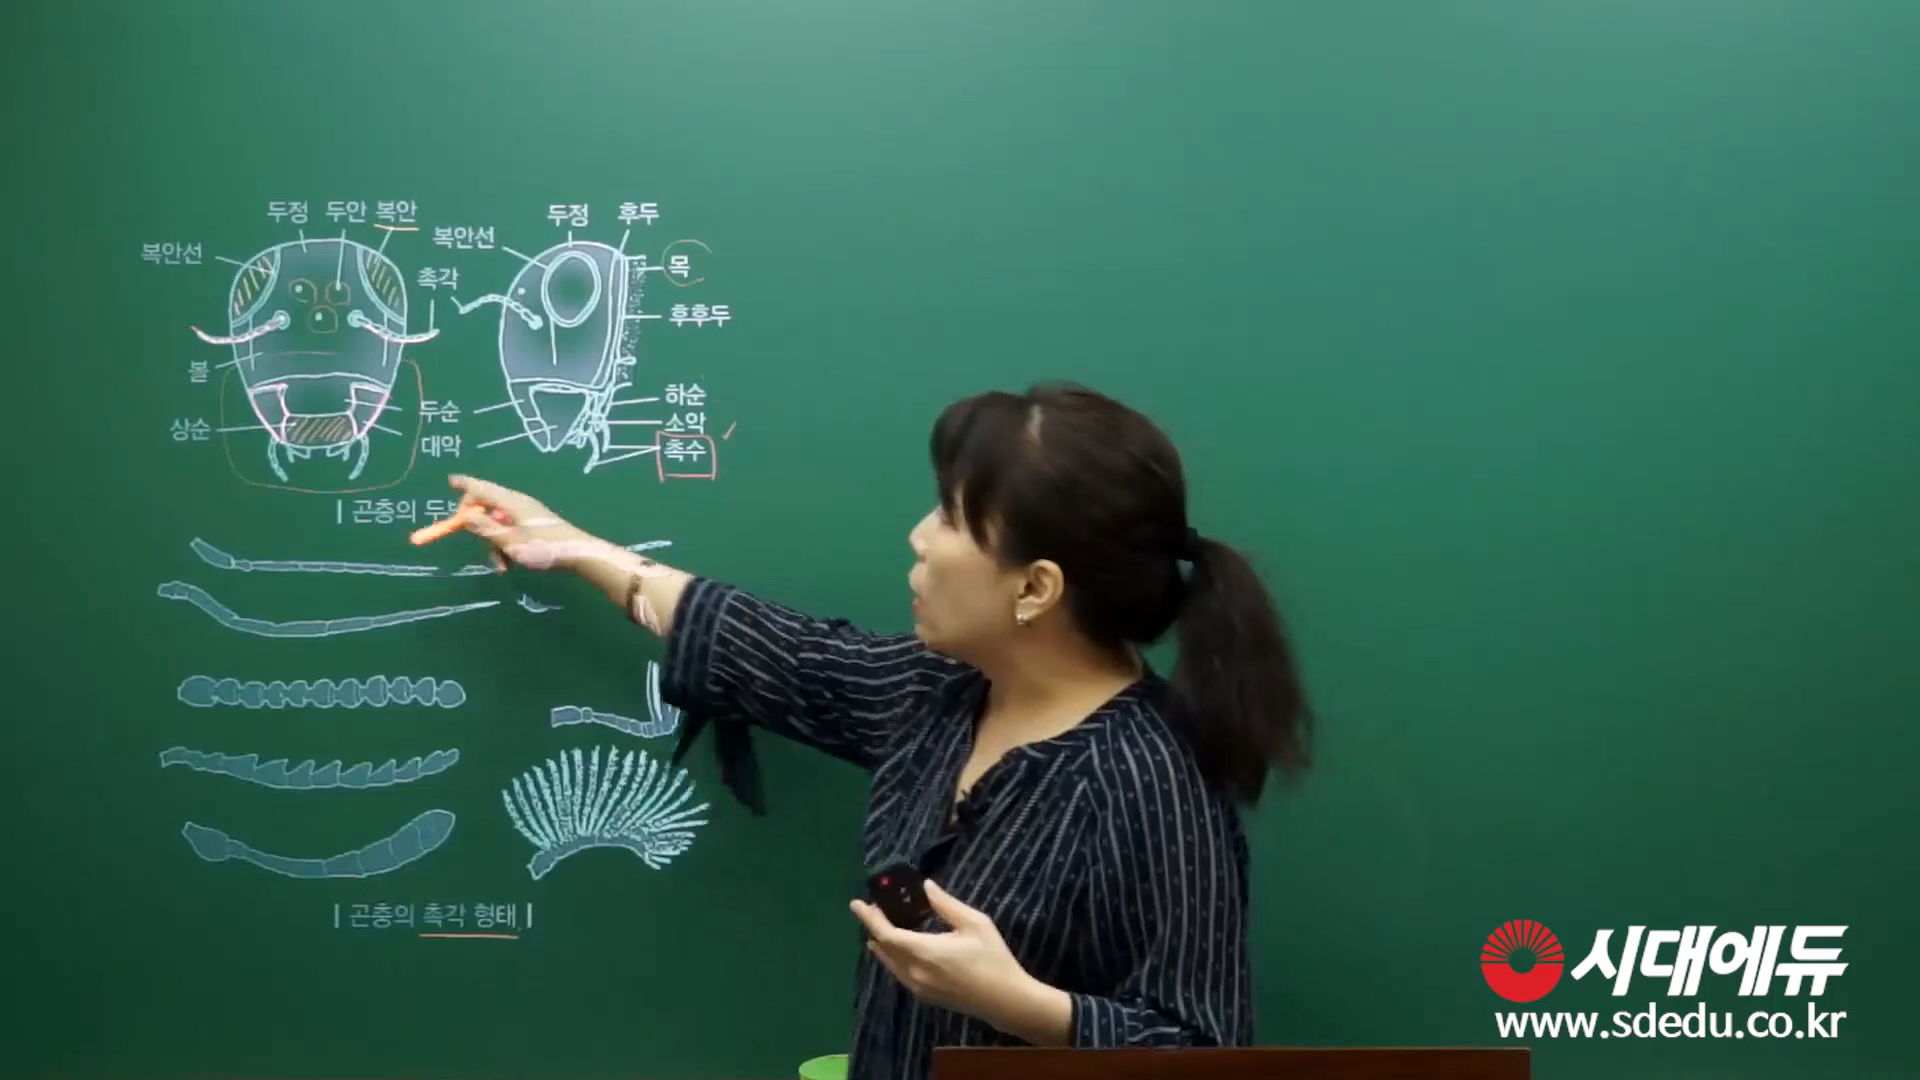 두정 두안 복안
복안선
촉각
볼
상순
두순
대악
두정 후두
복안선
목
후후두
하순
소악
촉수
| 곤충의
| 곤충의 촉각 형태 |
시대에듀
www.sdedu.co.kr